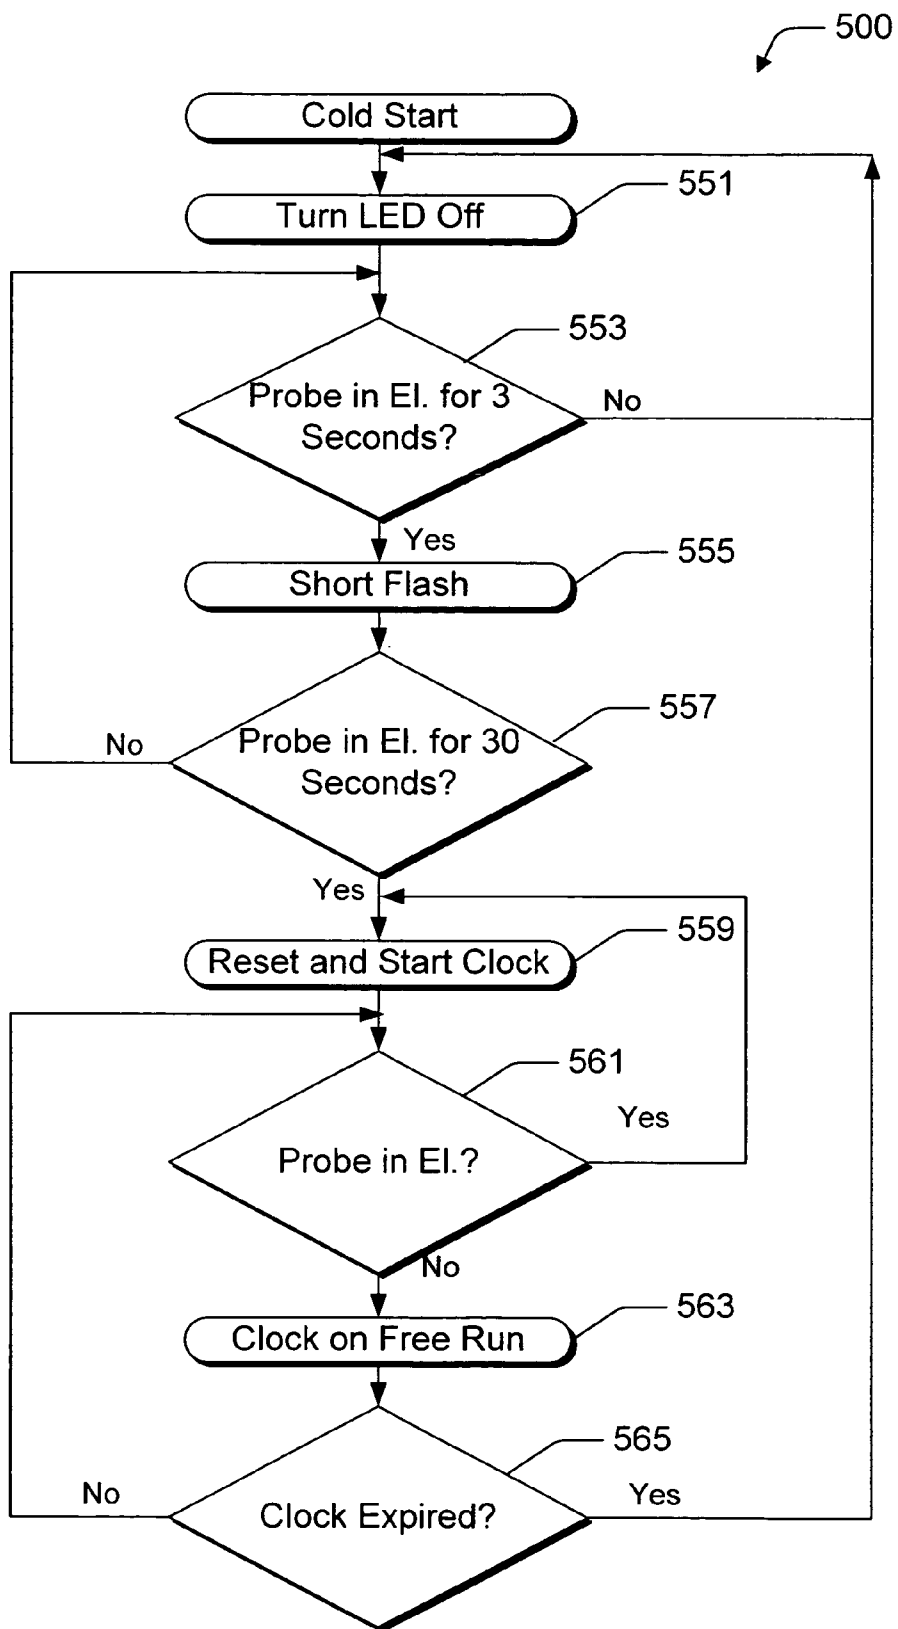 500
Cold Start
Turn LED Off
551
553
Probe in El. for 3
Seconds?
No
Yes
555
Short Flash
557
Probe in El. for 30
Seconds?
No
Yes
559
Reset and Start Clock
561
Yes
Probe in El.?
No
563
Clock on Free Run
565
No
Yes
Clock Expired?